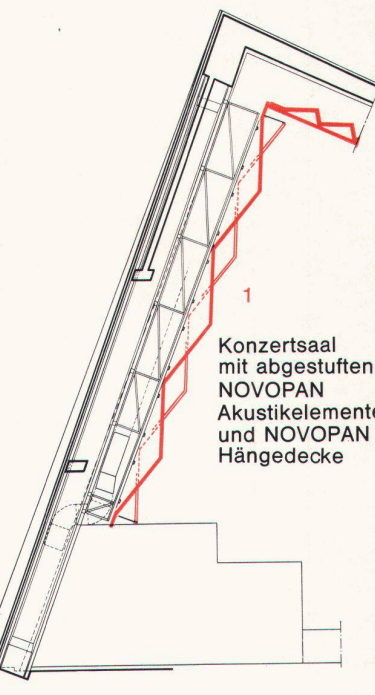 1
Konzertsaal
mit abgestuften
NOVOPAN
Akustikelemente
und NOVOPAN
Hängedecke